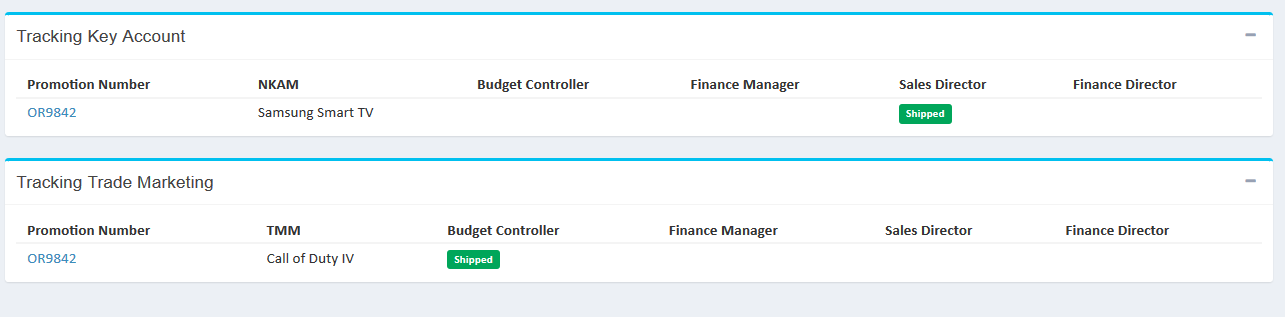 Tracking Key Account
Promotion Number NKAM Budget Controller Finance Manager Sales Director Finance Director
OR9842 Samsung Smart TV Shipped
Tracking Trade Marketing
Promotion Number TMM Budget Controller Finance Manager Sales Director Finance Director
OR9842 Call of Duty IV Shipped